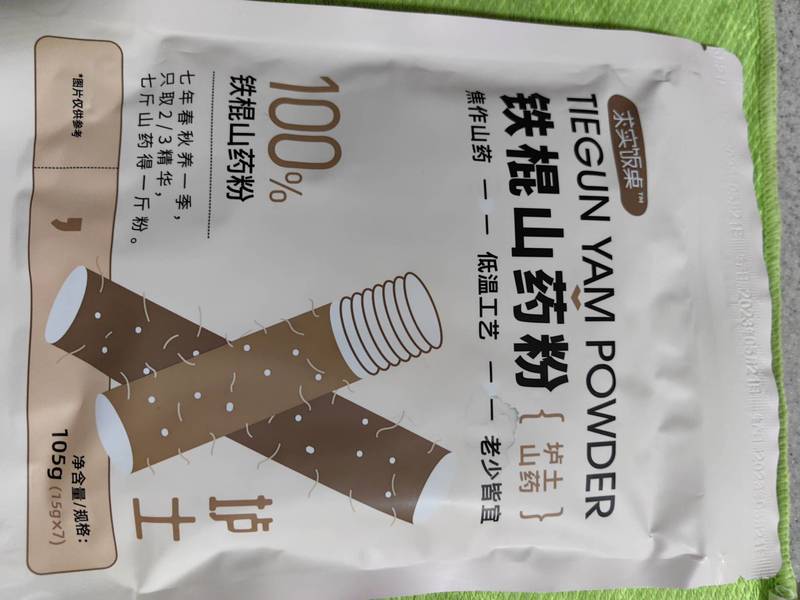 求实饭桌™
TIEGUN YAM POWDER
铁棍山药粉
{垆土山药}
焦作山药 —— 低温工艺 —— 老少皆宜
100%
铁棍山药粉
七年春秋养一季，
只取2/3精华，
七斤山药得一斤粉。
垆
土
*图片仅供参考
净含量/规格：
105g (15g×7)